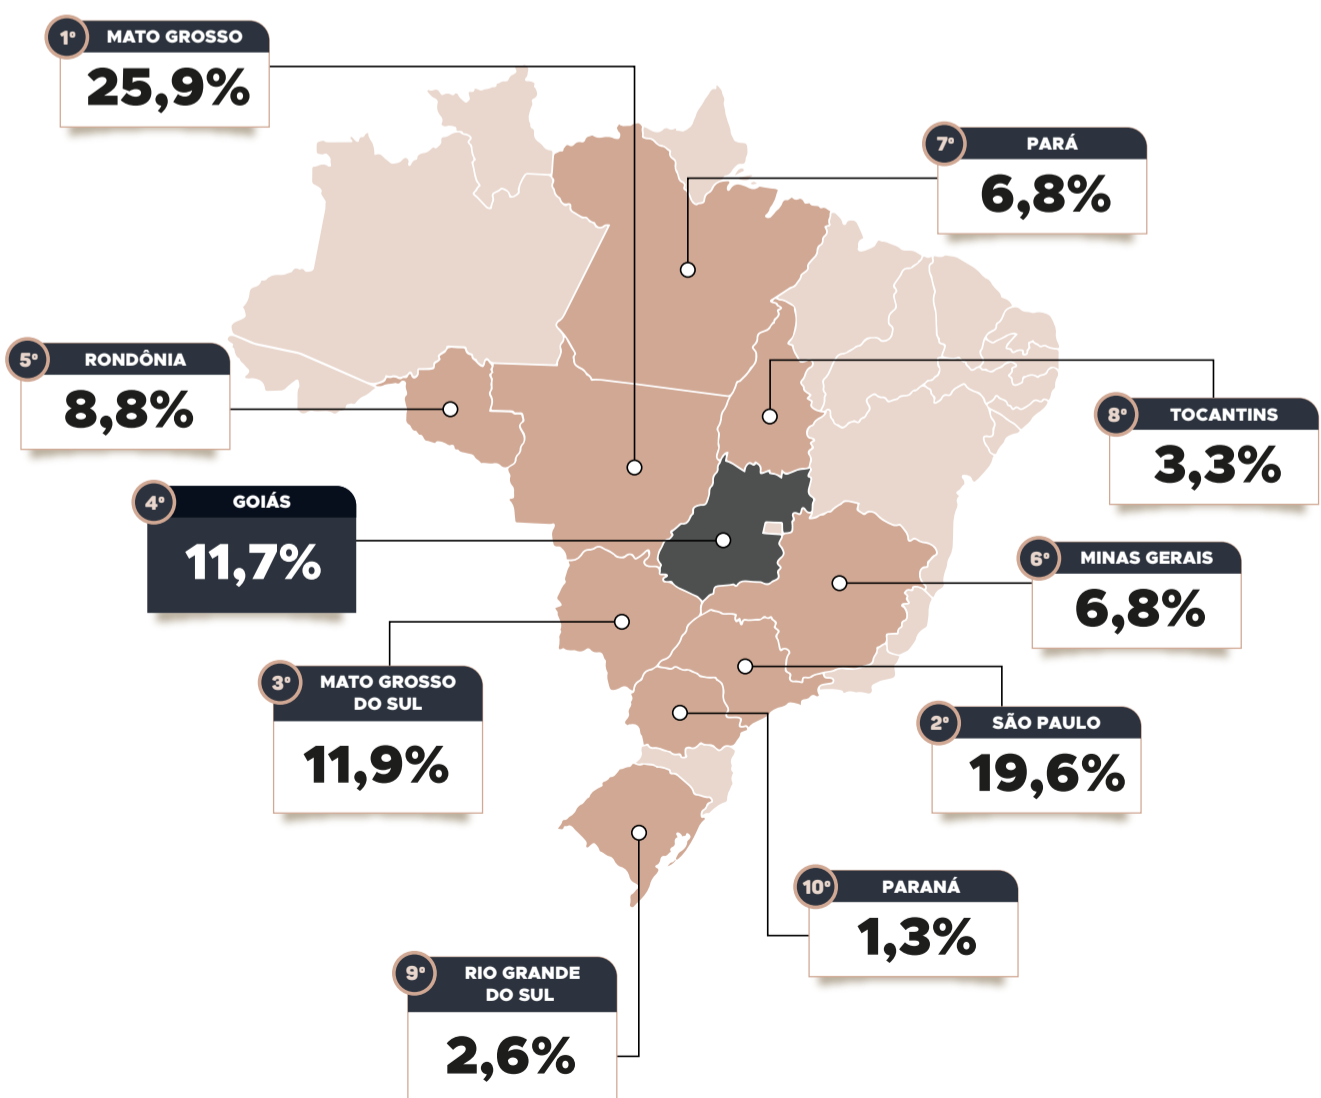 1º MATO GROSSO
25,9%
7º PARÁ
6,8%
5º RONDÔNIA
8,8%
8º TOCANTINS
3,3%
4º GOIÁS
11,7%
6º MINAS GERAIS
6,8%
3º MATO GROSSO
DO SUL
11,9%
2º SÃO PAULO
19,6%
10º PARANÁ
1,3%
9º RIO GRANDE
DO SUL
2,6%